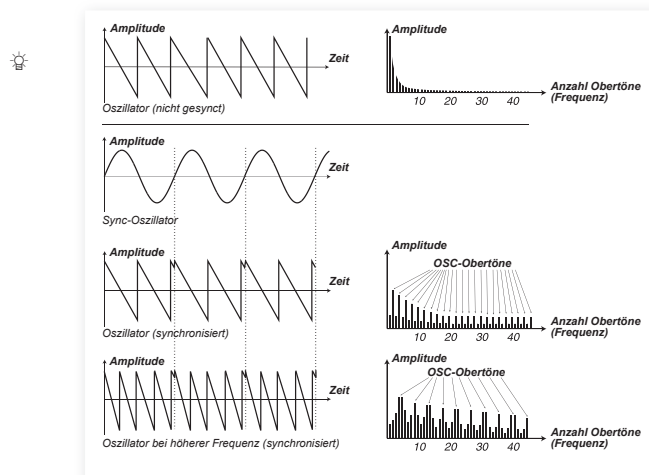 Amplitude
Zeit
Oszillator (nicht gesynct)
Amplitude
10 20 30 40
Anzahl Obertöne
(Frequenz)
Amplitude
Zeit
Sync-Oszillator
Amplitude
Zeit
Oszillator (synchronisiert)
Amplitude
OSC-Obertöne
10 20 30 40
Anzahl Obertöne
(Frequenz)
Amplitude
Zeit
Oszillator bei höherer Frequenz (synchronisiert)
Amplitude
OSC-Obertöne
10 20 30 40
Anzahl Obertöne
(Frequenz)